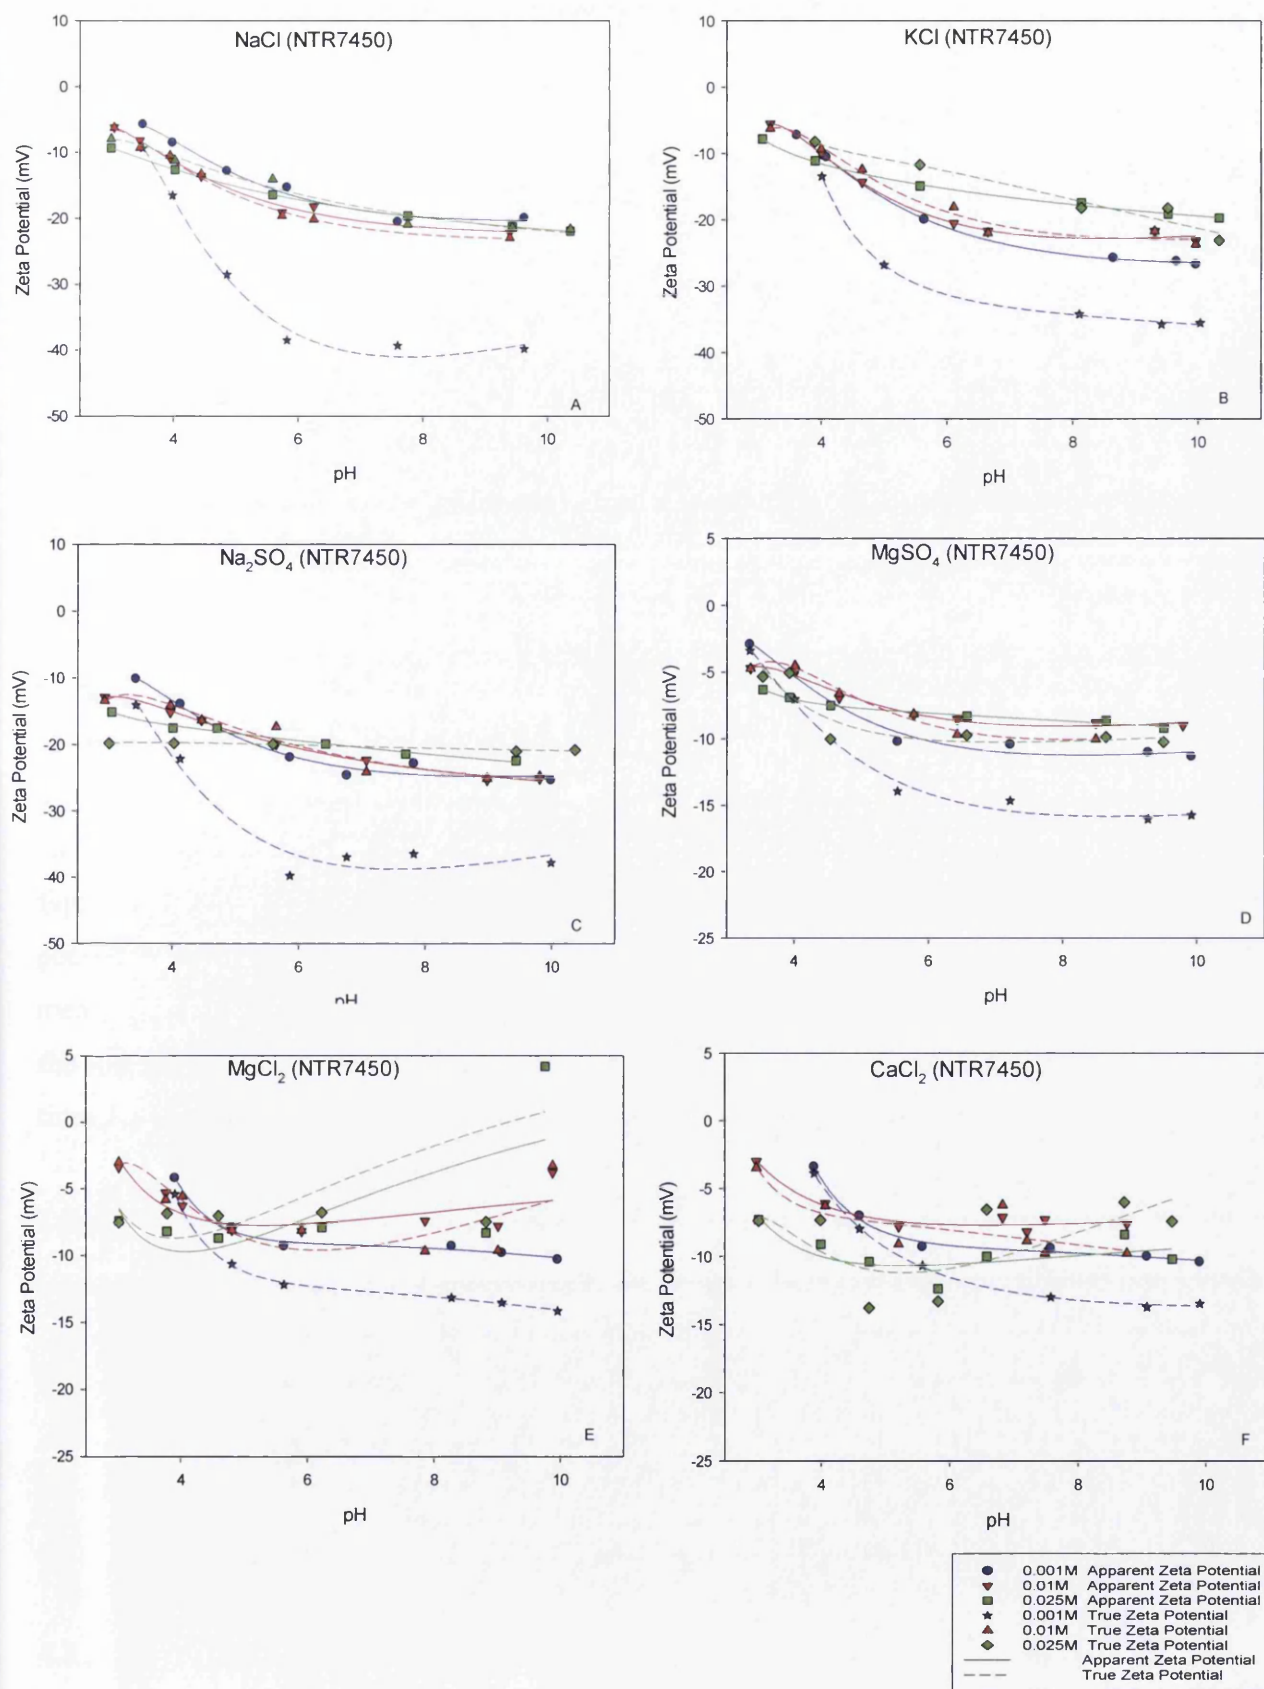 NaCl (NTR7450)
10
0
-10
-20
-30
-40
-50
Zeta Potential (mV)
A
4 6 8 10
pH
KCl (NTR7450)
10
0
-10
-20
-30
-40
-50
Zeta Potential (mV)
B
4 6 8 10
pH
Na2SO4 (NTR7450)
10
0
-10
-20
-30
-40
-50
Zeta Potential (mV)
C
4 6 8 10
pH
MgSO4 (NTR7450)
5
0
-5
-10
-15
-20
-25
Zeta Potential (mV)
D
4 6 8 10
pH
MgCl2 (NTR7450)
5
0
-5
-10
-15
-20
-25
Zeta Potential (mV)
E
4 6 8 10
pH
CaCl2 (NTR7450)
5
0
-5
-10
-15
-20
-25
Zeta Potential (mV)
F
4 6 8 10
pH
0.001M Apparent Zeta Potential
0.01M Apparent Zeta Potential
0.025M Apparent Zeta Potential
0.001M True Zeta Potential
0.01M True Zeta Potential
0.025M True Zeta Potential
Apparent Zeta Potential
True Zeta Potential